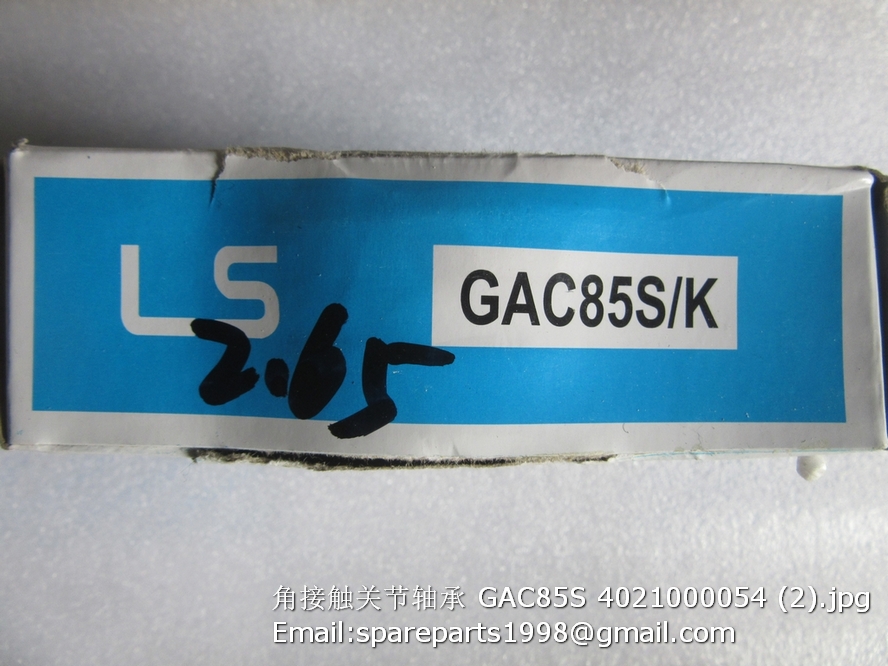 LS
GAC85S/K
2.65
角接触关节轴承 GAC85S 4021000054 (2).jpg
Email:spareparts1998@gmail.com